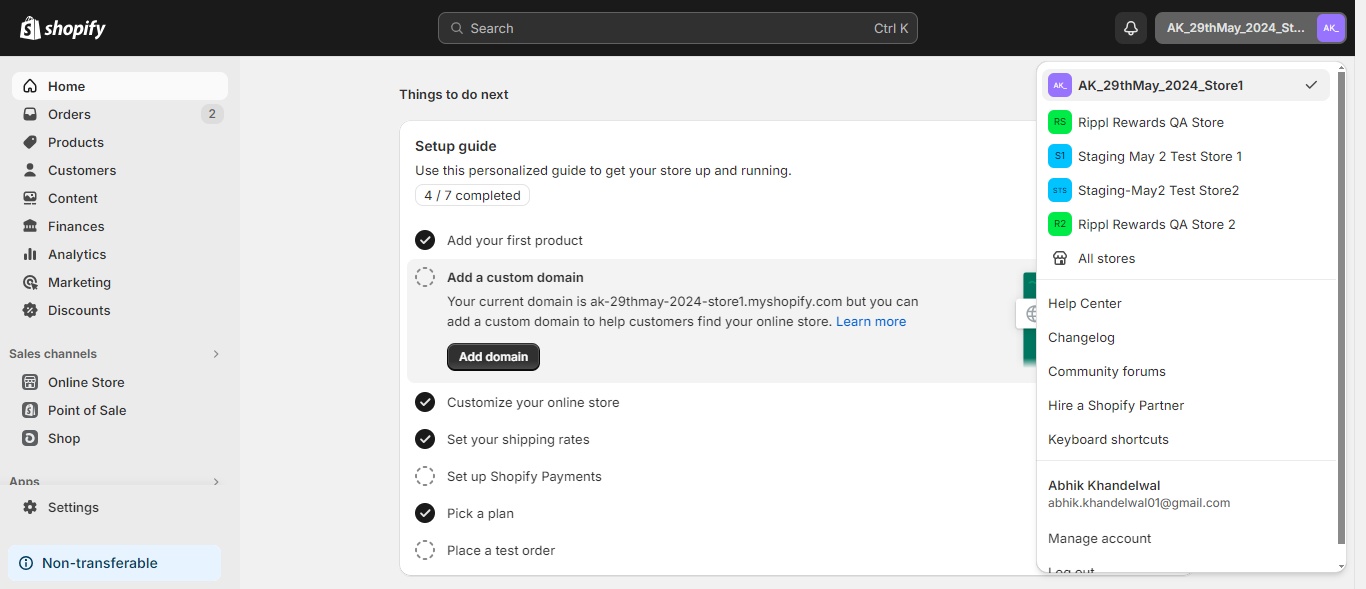 shopify
Search
Ctrl K
AK_29thMay_2024_St...
AK_
Home
Orders
2
Products
Customers
Content
Finances
Analytics
Marketing
Discounts
Sales channels
Online Store
Point of Sale
Shop
Apps
Settings
Non-transferable
Things to do next
Setup guide
Use this personalized guide to get your store up and running.
4 / 7 completed
Add your first product
Add a custom domain
Your current domain is ak-29thmay-2024-store1.myshopify.com but you can
add a custom domain to help customers find your online store. Learn more
Add domain
Customize your online store
Set your shipping rates
Set up Shopify Payments
Pick a plan
Place a test order
AK_ AK_29thMay_2024_Store1
RS Rippl Rewards QA Store
S1 Staging May 2 Test Store 1
STS Staging-May2 Test Store2
R2 Rippl Rewards QA Store 2
All stores
Help Center
Changelog
Community forums
Hire a Shopify Partner
Keyboard shortcuts
Abhik Khandelwal
abhik.khandelwal01@gmail.com
Manage account
Log out